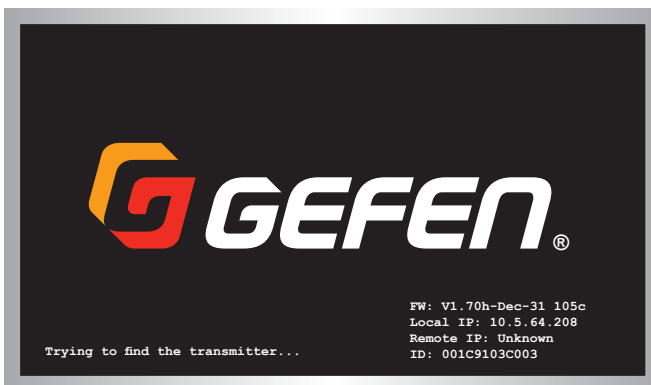 GEFEN®
FW: V1.70h-Dec-31 105c
Local IP: 10.5.64.208
Remote IP: Unknown
ID: 001C9103C003
Trying to find the transmitter...